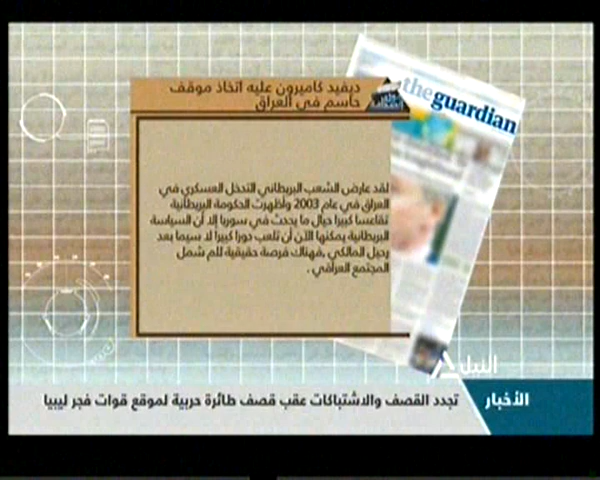 ديفيد كاميرون عليه اتخاذ موقف
حاسم في العراق
the guardian
لقد عارض الشعب البريطاني التدخل العسكري في
العراق في عام 2003 وأظهرت الحكومة البريطانية
تقاعسا كبيرا حيال ما يحدث في سوريا إلا أن السياسة
البريطانية يمكنها الآن أن تلعب دورا كبيرا لا سيما بعد
رحيل المالكي ,فهناك فرصة حقيقية للم شمل
المجتمع العراقي .
النيل
الأخبار
تجدد القصف والاشتباكات عقب قصف طائرة حربية لموقع قوات فجر ليبيا